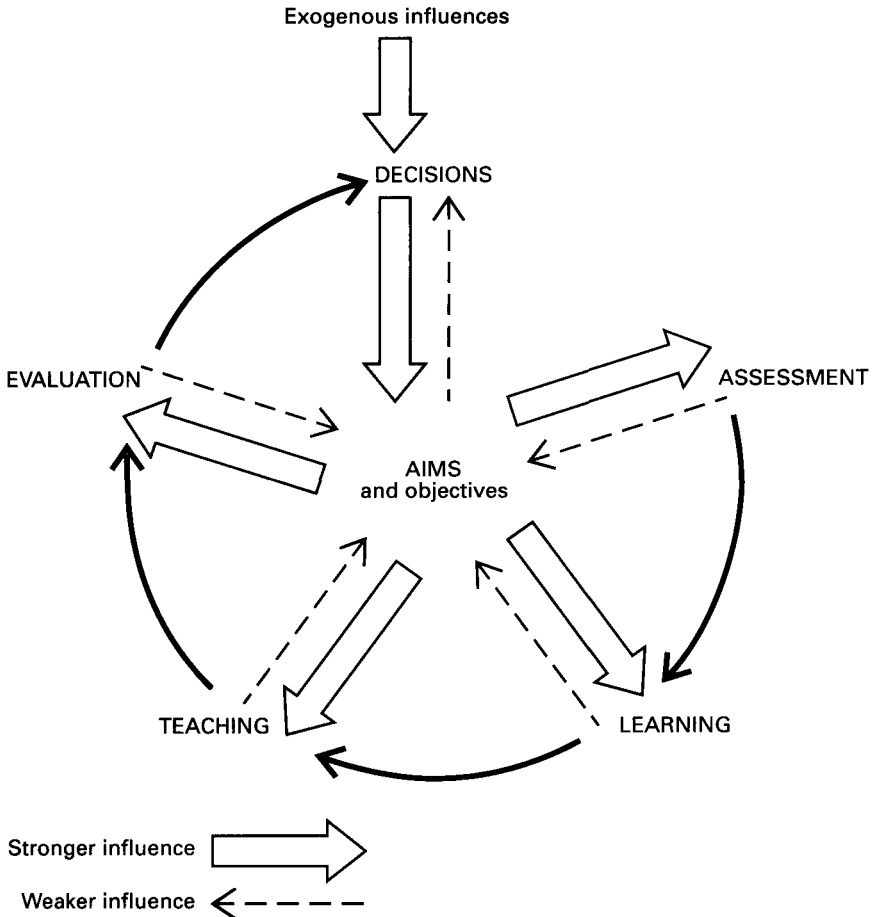 Exogenous influences
DECISIONS
EVALUATION
ASSESSMENT
AIMS
and objectives
TEACHING
LEARNING
Stronger influence
Weaker influence